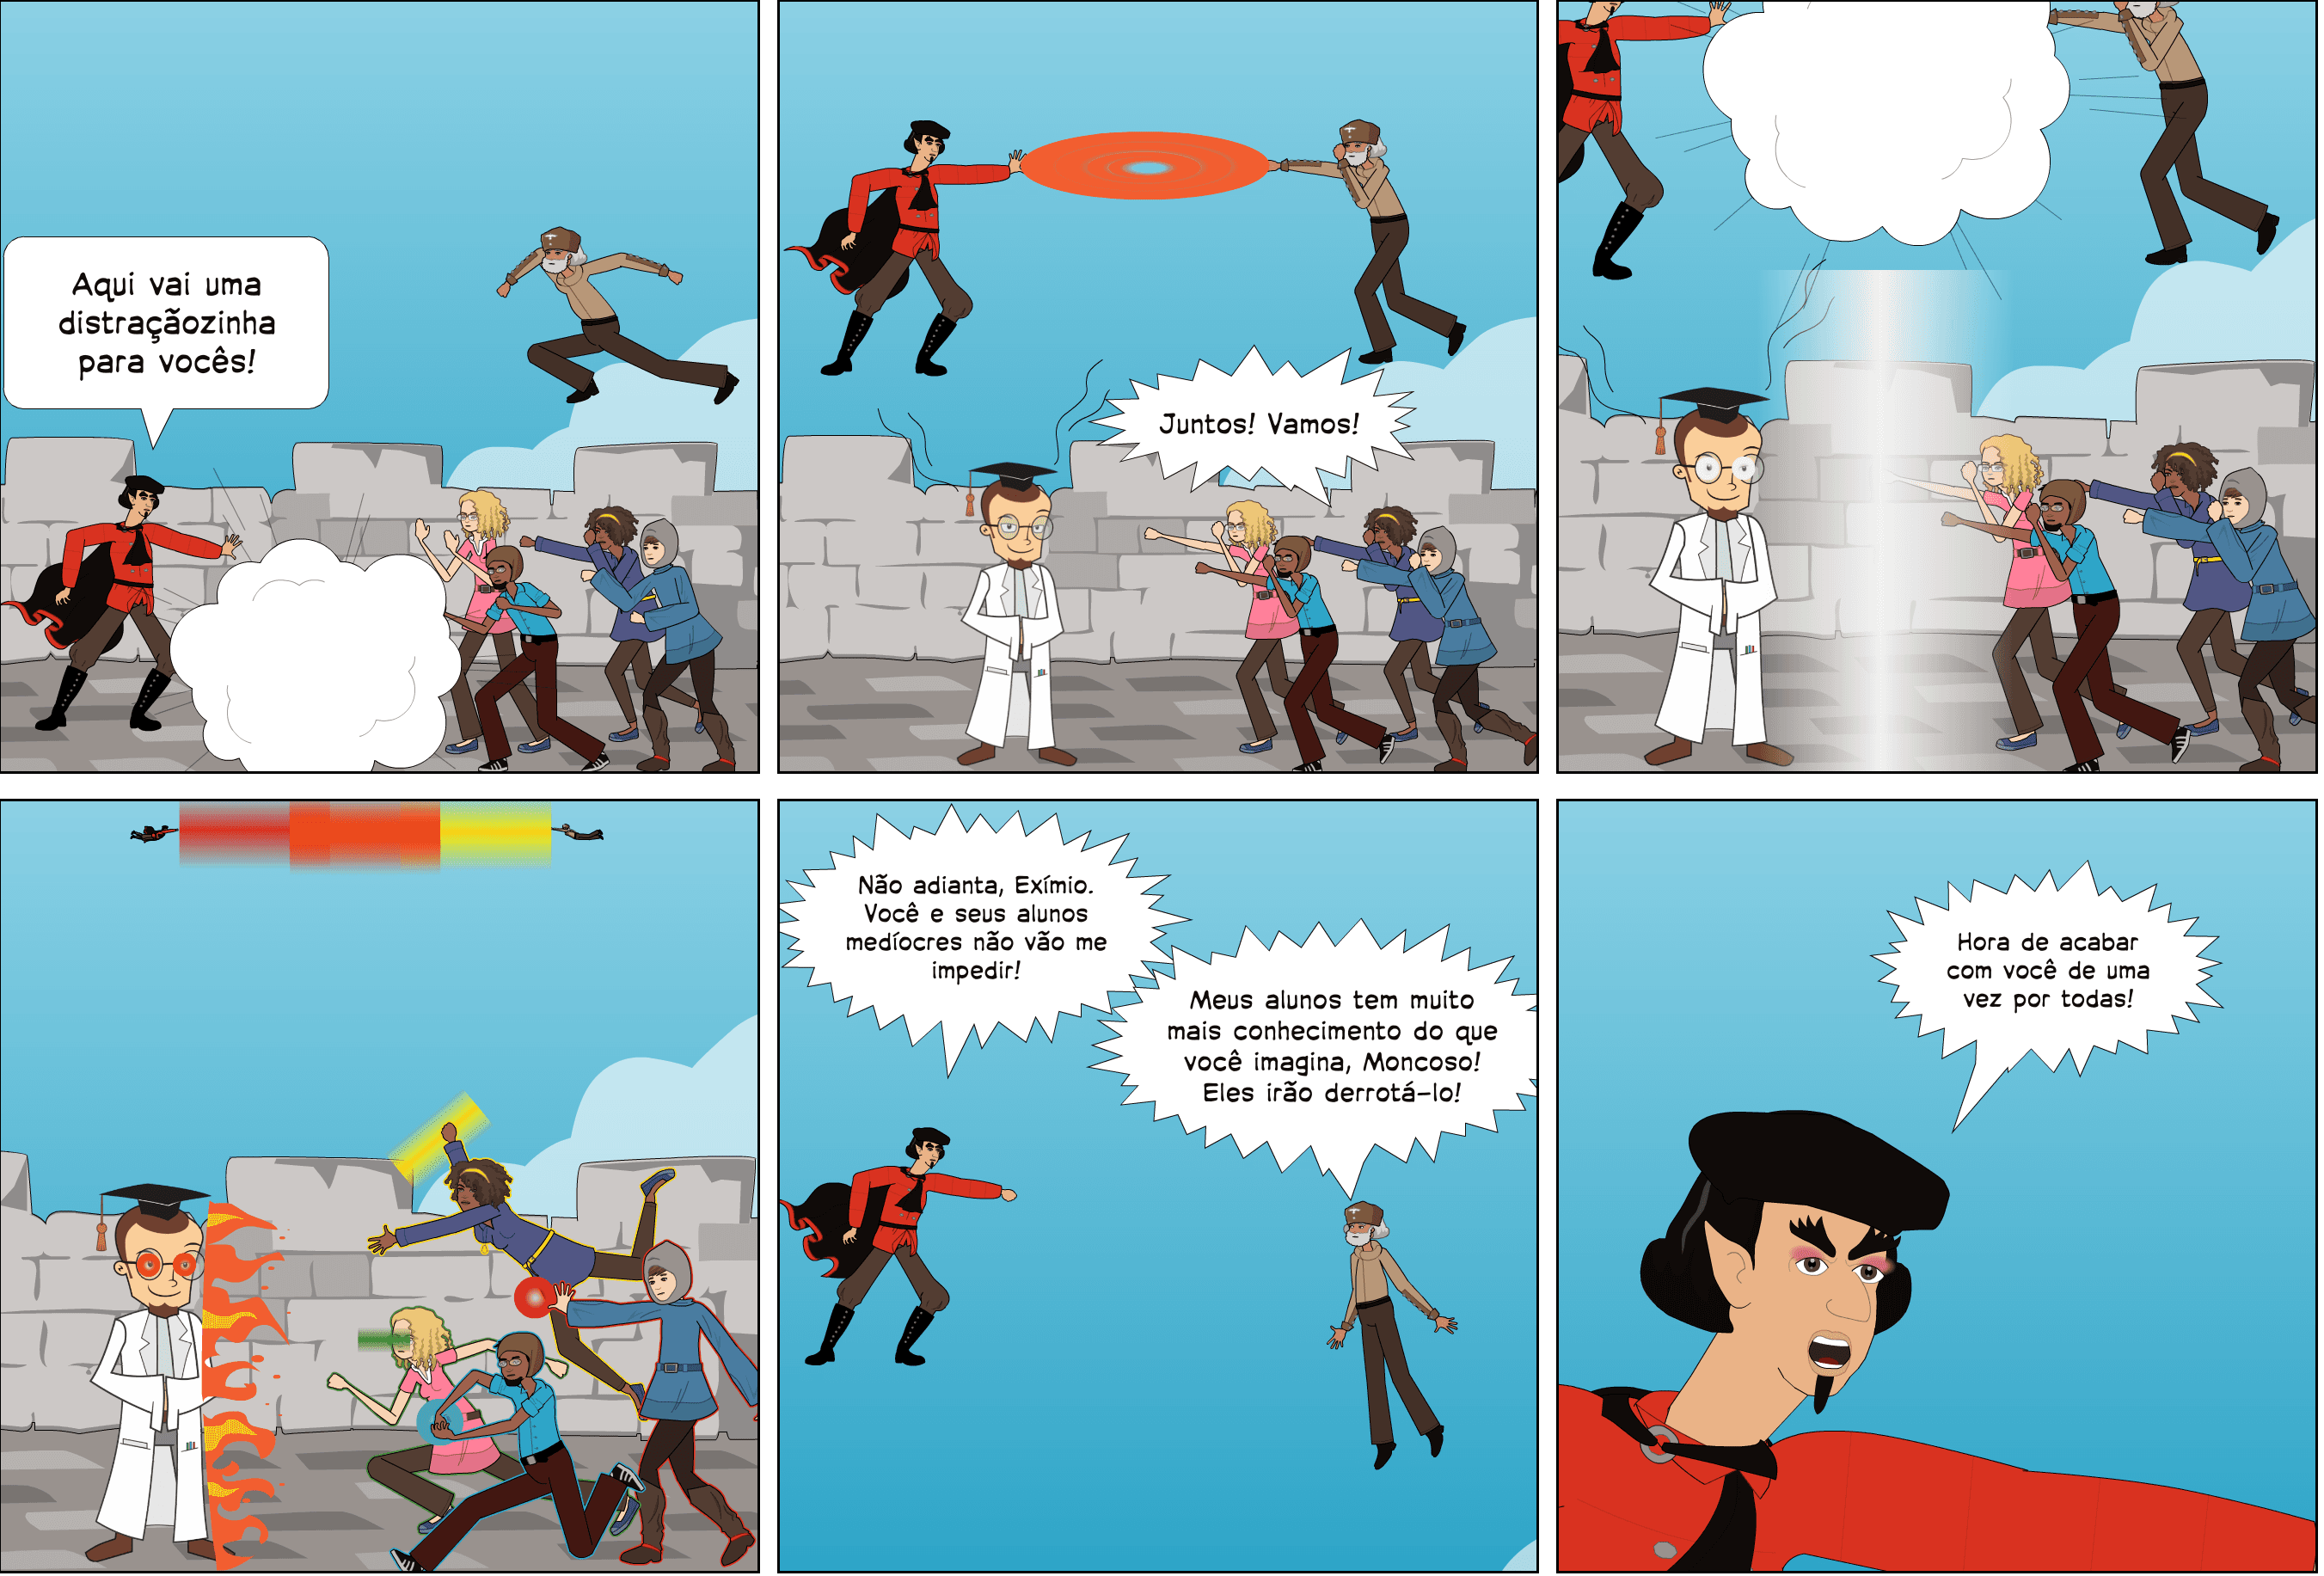 Aqui vai uma
distraçãozinha
para vocês!
Juntos! Vamos!
Não adianta, Exímio.
Você e seus alunos
medíocres não vão me
impedir!
Meus alunos tem muito
mais conhecimento do que
você imagina, Moncoso!
Eles irão derrotá-lo!
Hora de acabar
com você de uma
vez por todas!